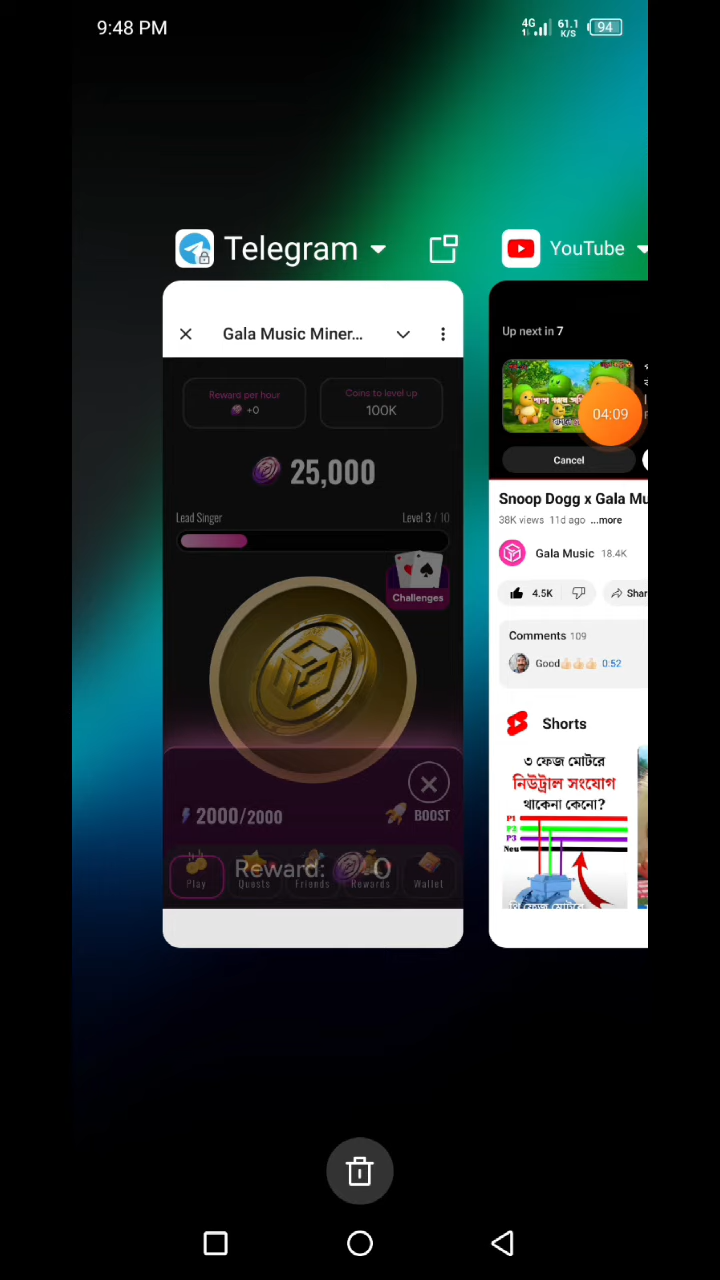 9:48 PM
4G 61.1 K/S 94
Telegram
YouTube
Gala Music Miner...
Reward per hour
+0
Coins to level up
100K
25,000
Lead Singer
Level 3 / 10
Challenges
2000/2000
BOOST
Reward: 0
Play
Quests
Friends
Rewards
Wallet
Up next in 7
04:09
Cancel
Snoop Dogg x Gala Mu
38K views 11d ago ...more
Gala Music 18.4K
4.5K
Shar
Comments 109
Good👍🏻👍🏻👍🏻 0:52
Shorts
৩ ফেজ মোটরে
নিউট্রাল সংযোগ
থাকেনা কেনো?
P1
P2
P3
Neu